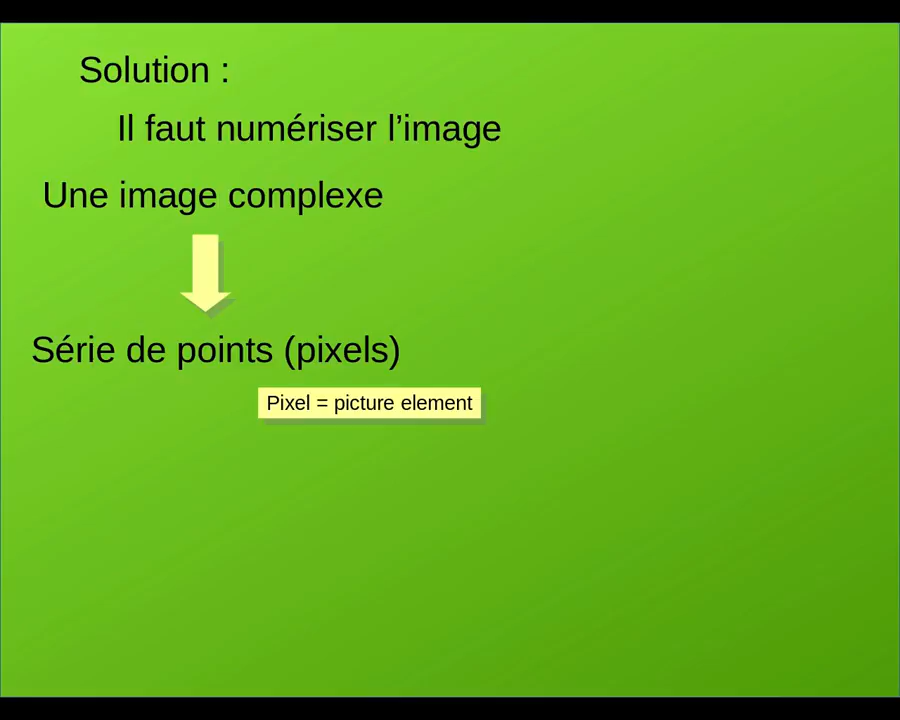 Solution :
Il faut numériser l’image
Une image complexe
Série de points (pixels)
Pixel = picture element